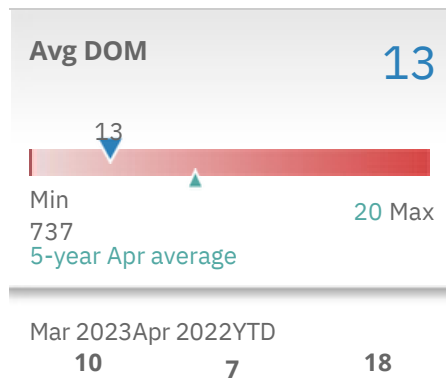 Avg DOM
13
13
Min
20 Max
737
5-year Apr average
Mar 2023Apr 2022YTD
10 7 18